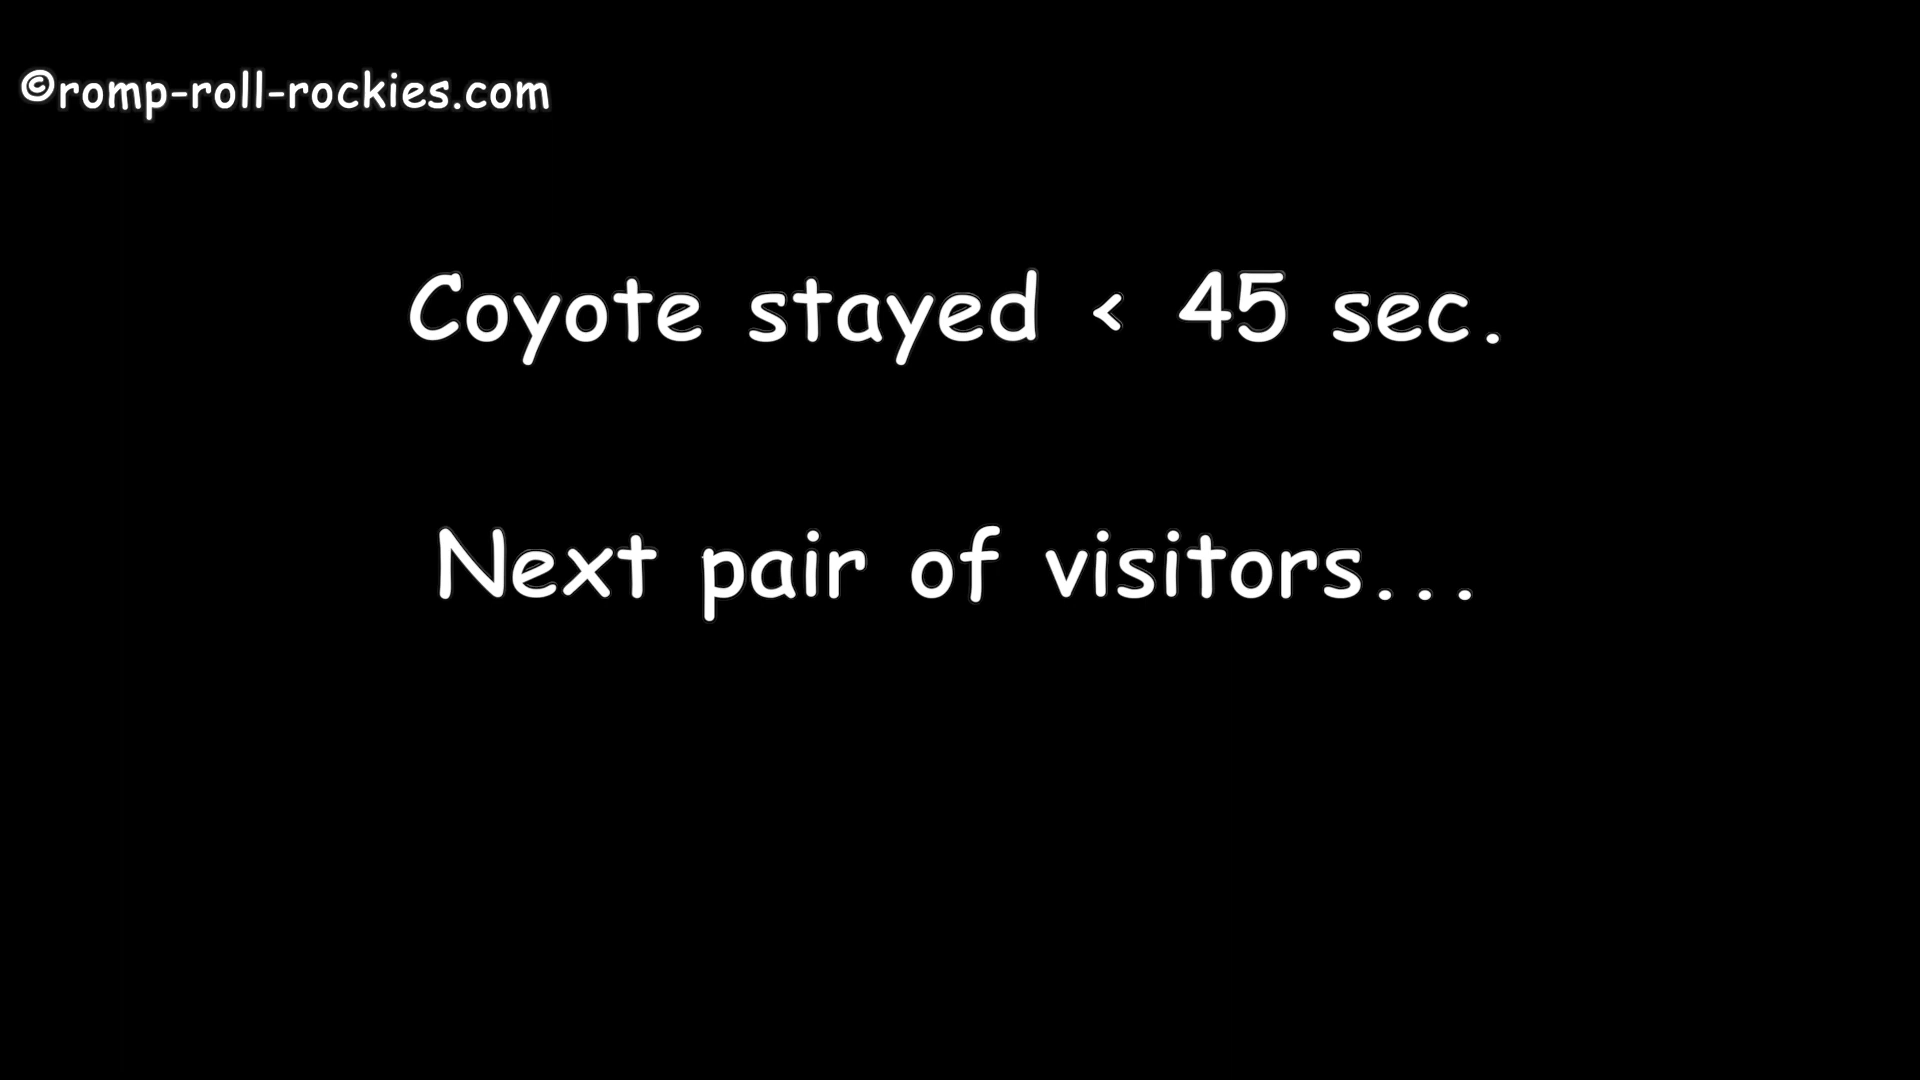 ©romp-roll-rockies.com
Coyote stayed < 45 sec.
Next pair of visitors...